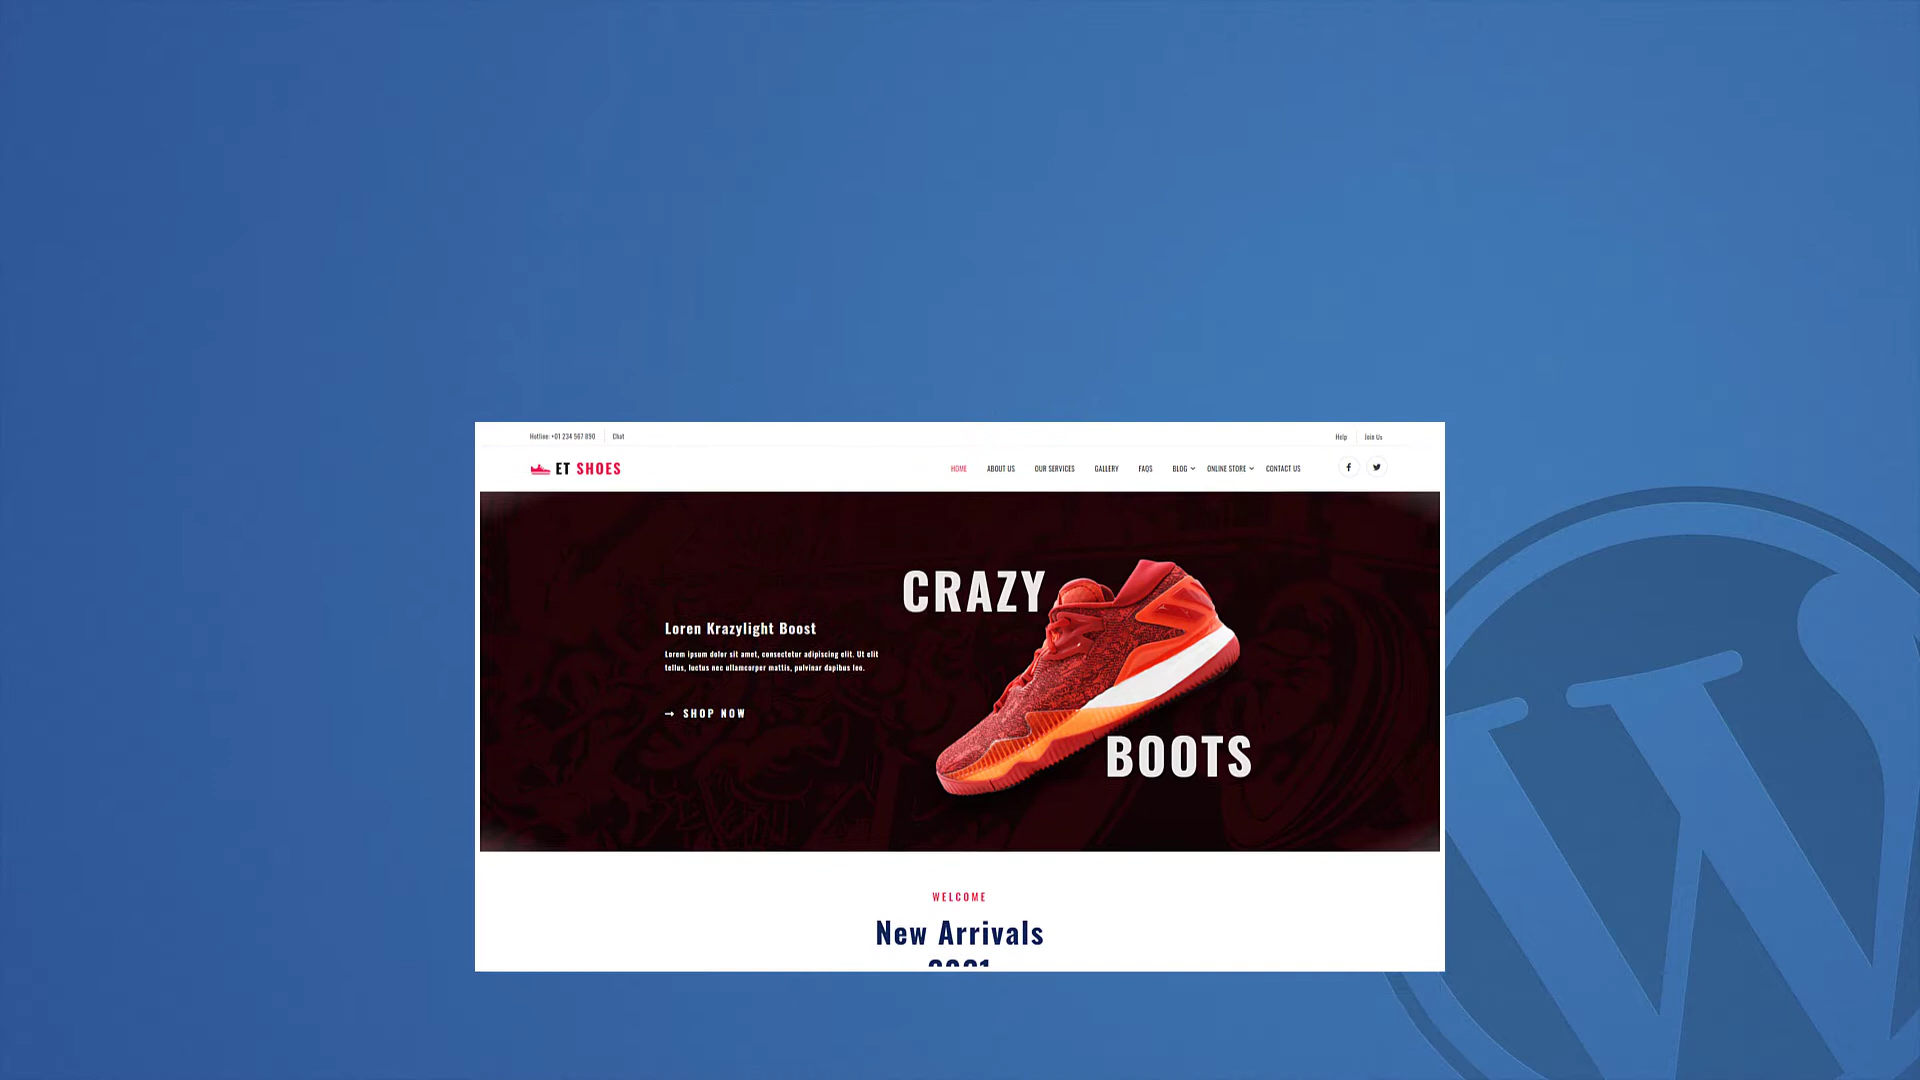 Hotline: +01 234 567 890 Chat Help Join Us
ET SHOES HOME ABOUT US OUR SERVICES GALLERY FAQS BLOG ONLINE STORE CONTACT US
CRAZY
Loren Krazylight Boost
Lorem ipsum dolor sit amet, consectetur adipiscing elit. Ut elit
tellus, luctus nec ullamcorper mattis, pulvinar dapibus leo.
→ SHOP NOW
BOOTS
WELCOME
New Arrivals
2021